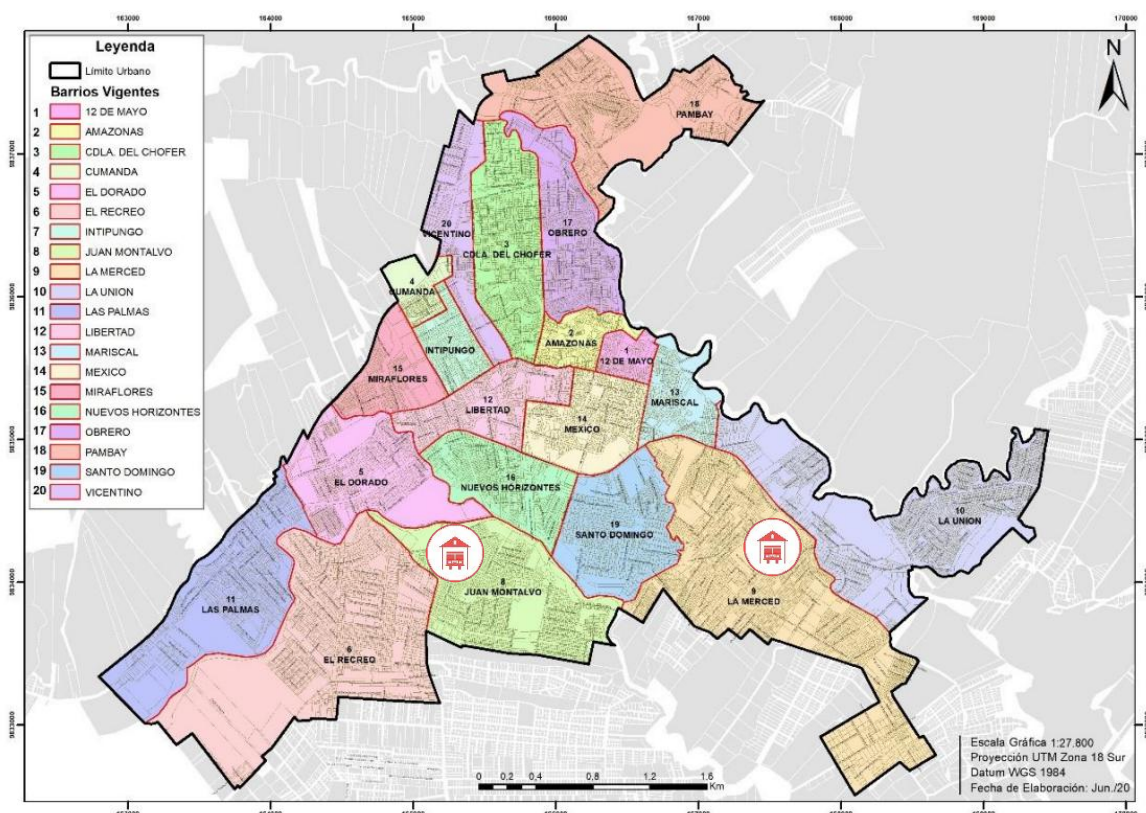 163000 164000 165000 166000 167000 168000 169000 170000
Leyenda
Límito Urbano
Barrios Vigentes
1 12 DE MAYO
2 AMAZONAS
3 CDLA. DEL CHOFER
4 CUMANDA
5 EL DORADO
6 EL RECREO
7 INTIPUNGO
8 JUAN MONTALVO
9 LA MERCED
10 LA UNION
11 LAS PALMAS
12 LIBERTAD
13 MARISCAL
14 MEXICO
15 MIRAFLORES
16 NUEVOS HORIZONTES
17 OBRERO
18 PAMBAY
19 SANTO DOMINGO
20 VICENTINO
N
18
PAMBAY
20
VICENTINO
17
OBRERO
3
CDLA. DEL CHOFER
4
CUMANDA
7
INTIPUNGO
2
AMAZONAS
1
12 DE MAYO
15
MIRAFLORES
13
MARISCAL
12
LIBERTAD
14
MEXICO
5
EL DORADO
16
NUEVOS HORIZONTES
10
LA UNION
19
SANTO DOMINGO
8
JUAN MONTALVO
9
LA MERCED
11
LAS PALMAS
6
EL RECREO
9837000
9836000
9835000
9834000
9833000
0 0,2 0,4 0,8 1,2 1,6
Km
Escala Gráfica 1:27.800
Proyección UTM Zona 18 Sur
Datum WGS 1984
Fecha de Elaboración: Jun./20